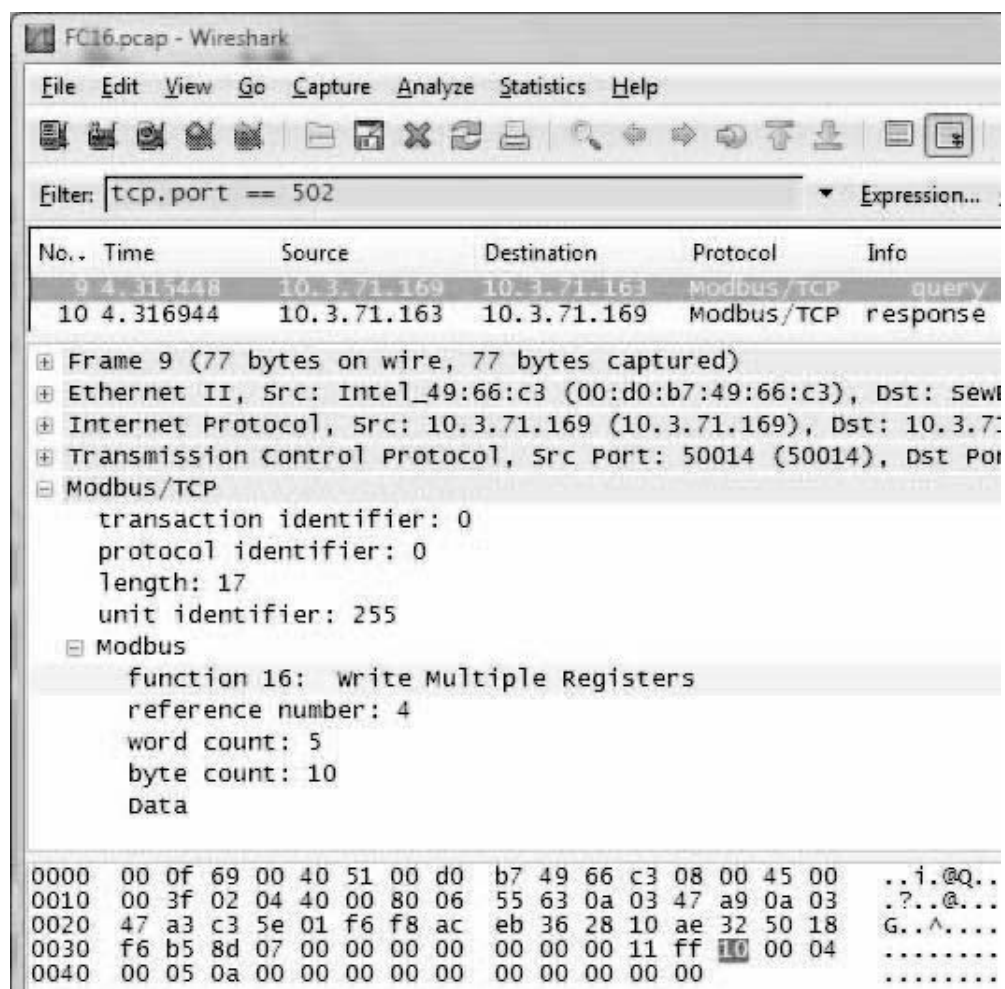 FC16.pcap - Wireshark
File Edit View Go Capture Analyze Statistics Help
Filter: tcp.port == 502 Expression...
No.. Time Source Destination Protocol Info
9 4.315448 10.3.71.169 10.3.71.163 Modbus/TCP query
10 4.316944 10.3.71.163 10.3.71.169 Modbus/TCP response
Frame 9 (77 bytes on wire, 77 bytes captured)
Ethernet II, Src: Intel_49:66:c3 (00:d0:b7:49:66:c3), Dst: SewE
Internet Protocol, Src: 10.3.71.169 (10.3.71.169), Dst: 10.3.71
Transmission Control Protocol, Src Port: 50014 (50014), Dst Por
Modbus/TCP
transaction identifier: 0
protocol identifier: 0
length: 17
unit identifier: 255
Modbus
function 16: Write Multiple Registers
reference number: 4
word count: 5
byte count: 10
Data
0000 00 0f 69 00 40 51 00 d0 b7 49 66 c3 08 00 45 00 ..i.@Q..
0010 00 3f 02 04 40 00 80 06 55 63 0a 03 47 a9 0a 03 .?..@...
0020 47 a3 c3 5e 01 f6 f8 ac eb 36 28 10 ae 32 50 18 G..^....
0030 f6 b5 8d 07 00 00 00 00 00 00 00 11 ff 10 00 04 ........
0040 00 05 0a 00 00 00 00 00 00 00 00 00 00 ........